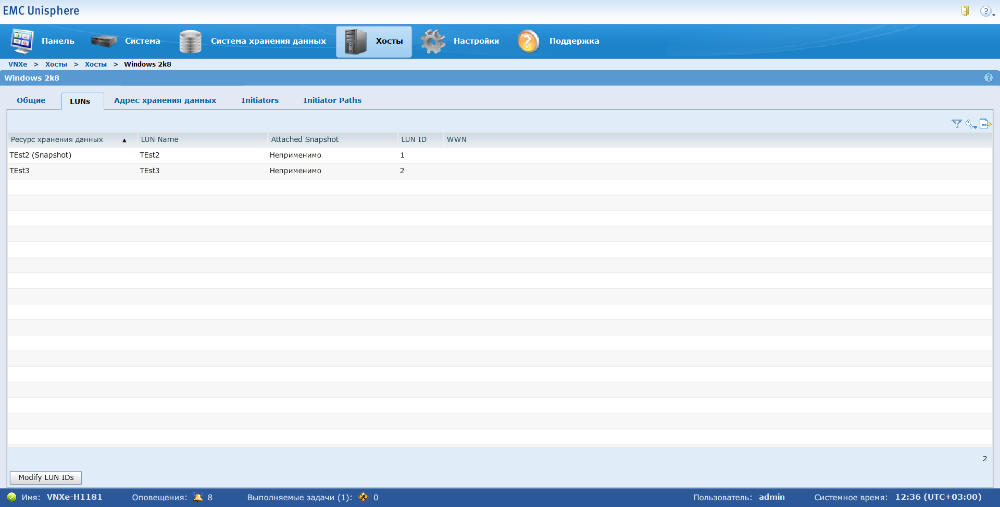 EMC Unisphere
Панель Система Система хранения данных Хосты Настройки Поддержка
VNXe > Хосты > Хосты > Windows 2k8
Windows 2k8
Общие LUNs Адрес хранения данных Initiators Initiator Paths
Ресурс хранения данных LUN Name Attached Snapshot LUN ID WWN
TEst2 (Snapshot) TEst2 Неприменимо 1
TEst3 TEst3 Неприменимо 2
2
Modify LUN IDs
Имя: VNXe-H1181 Оповещения: 8 Выполняемые задачи (1): 0 Пользователь: admin Системное время: 12:36 (UTC+03:00)